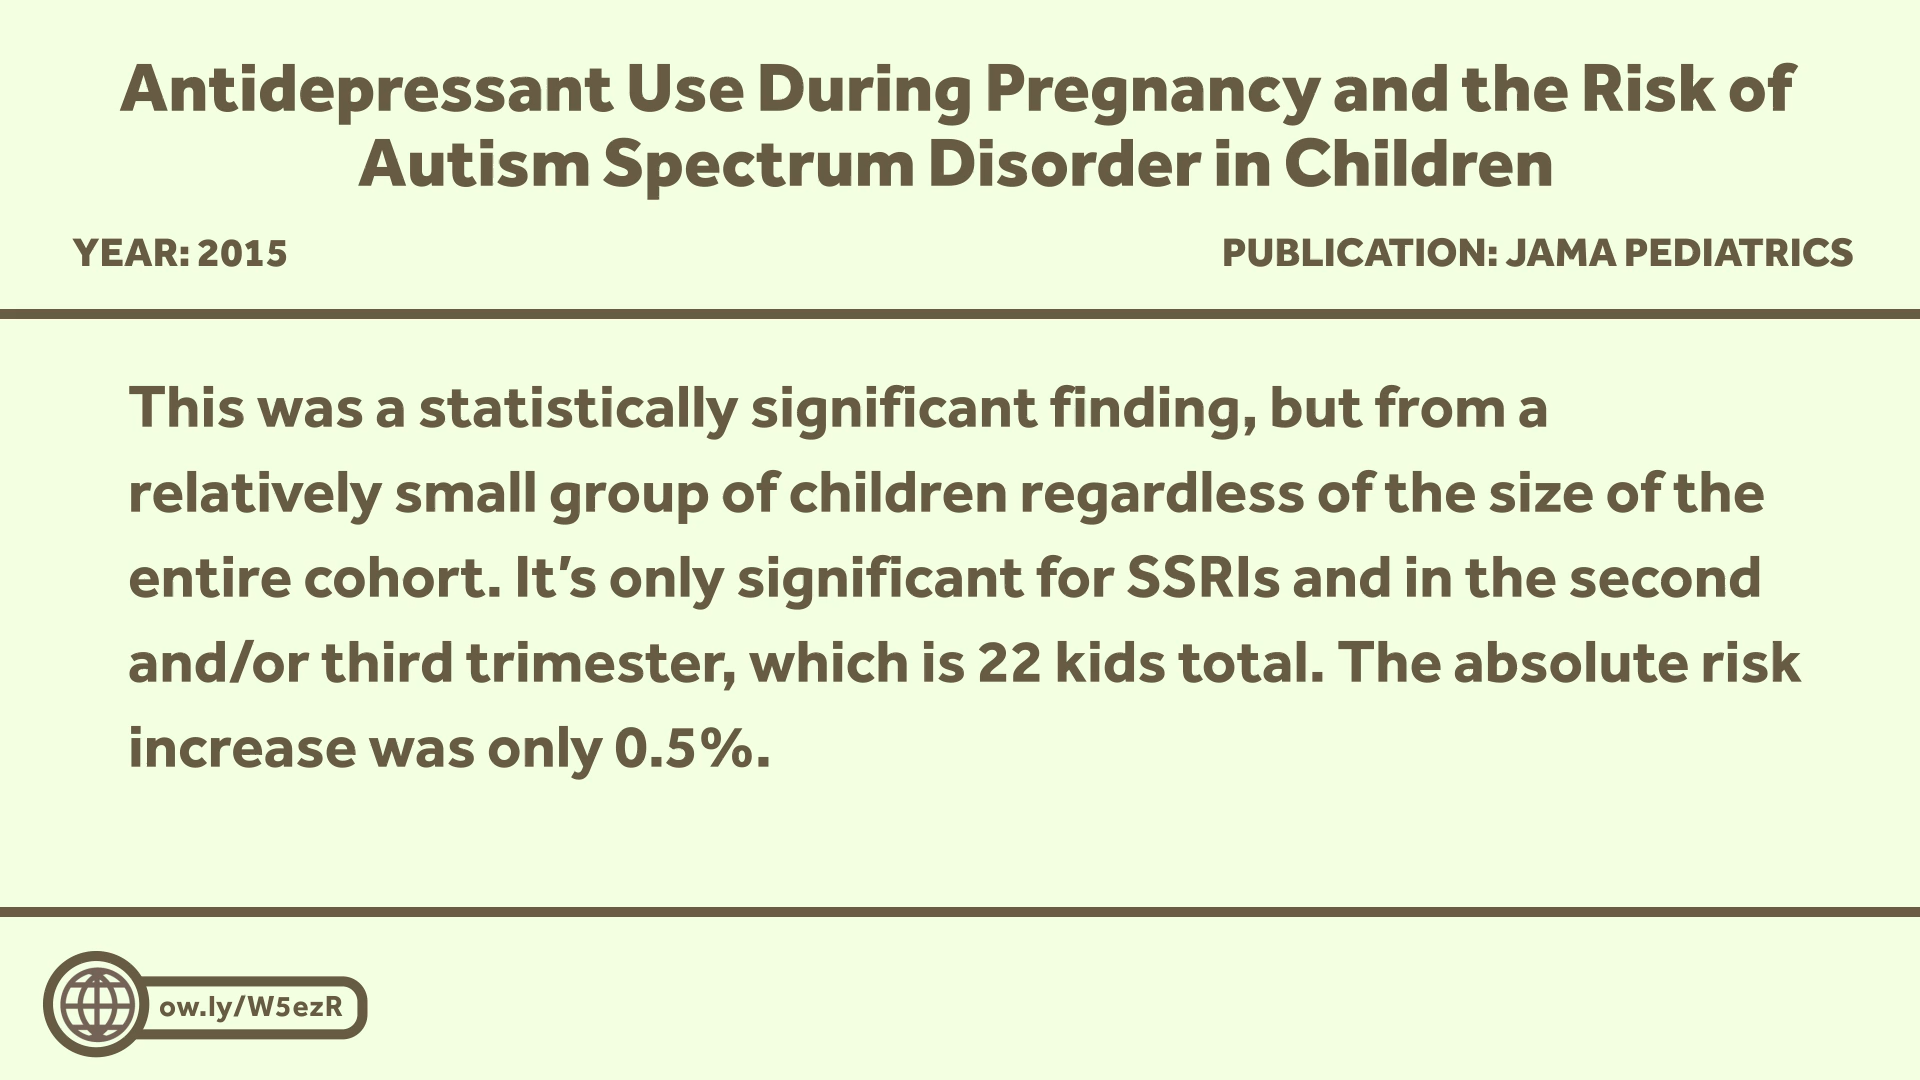 Antidepressant Use During Pregnancy and the Risk of
Autism Spectrum Disorder in Children
YEAR: 2015
PUBLICATION: JAMA PEDIATRICS
This was a statistically significant finding, but from a
relatively small group of children regardless of the size of the
entire cohort. It’s only significant for SSRIs and in the second
and/or third trimester, which is 22 kids total. The absolute risk
increase was only 0.5%.
ow.ly/W5ezR